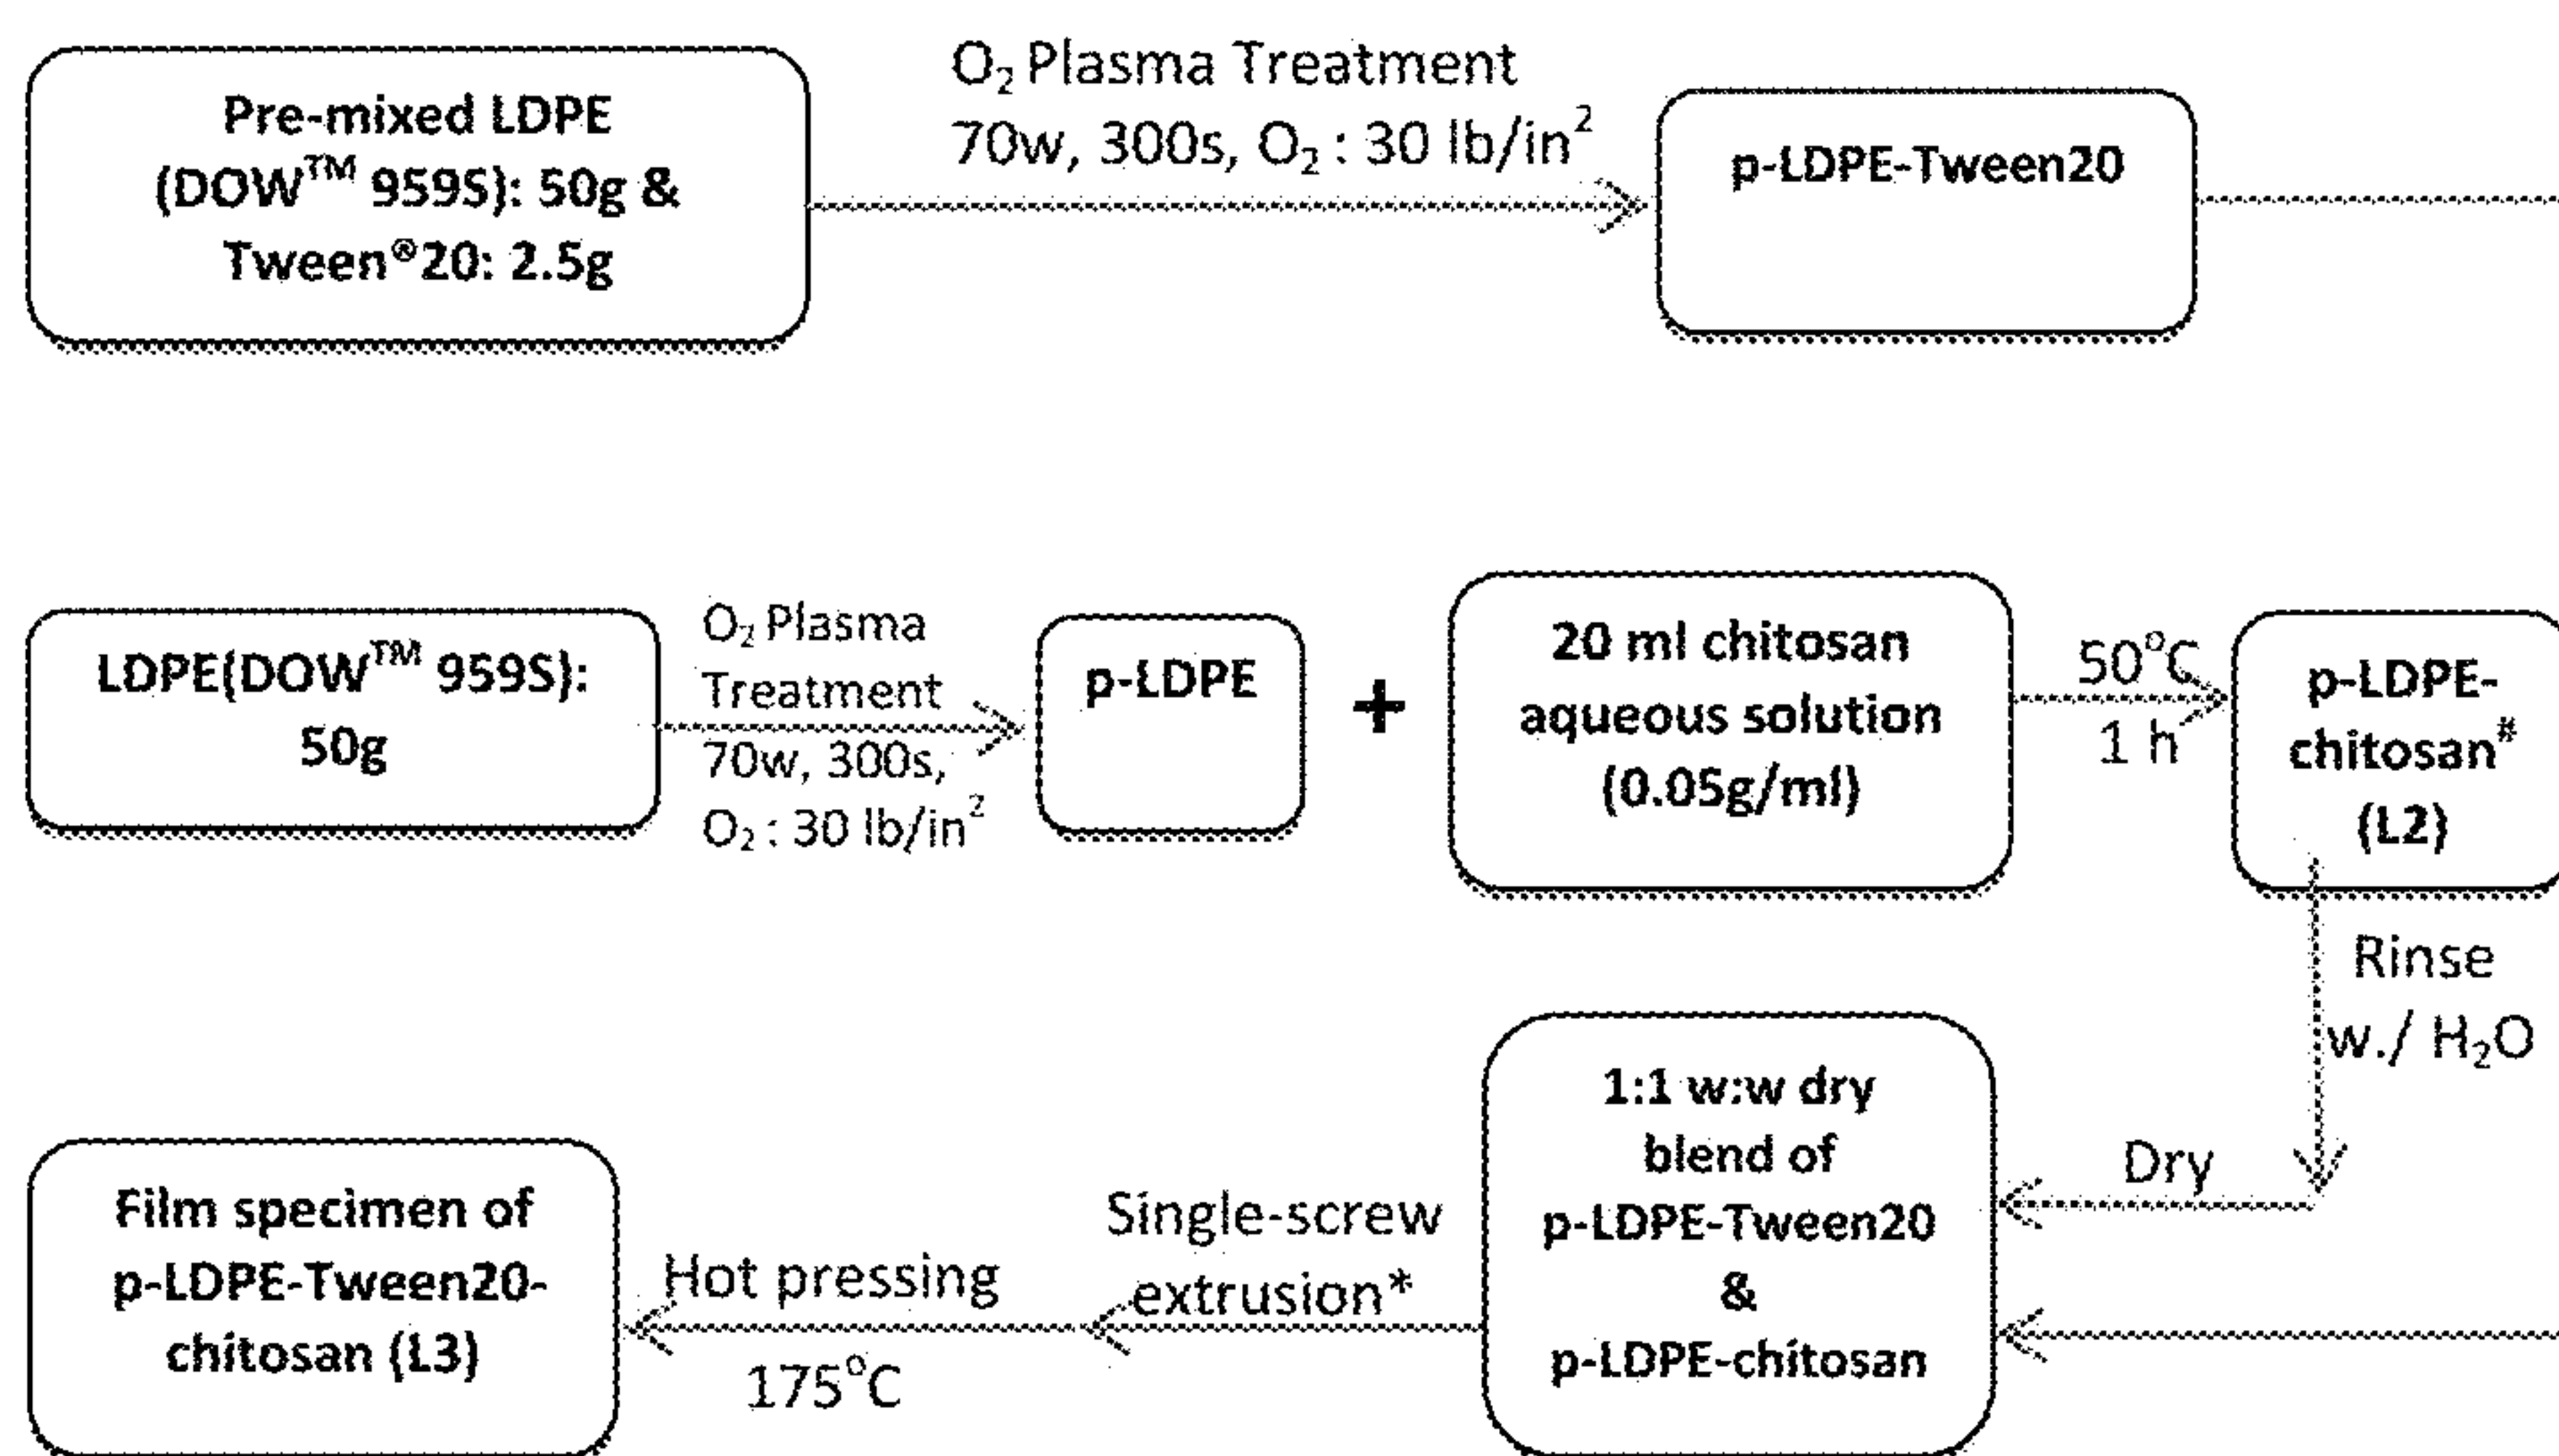 Pre-mixed LDPE
(DOW™ 959S): 50g &
Tween®20: 2.5g
O₂ Plasma Treatment
70w, 300s, O₂ : 30 lb/in²
p-LDPE-Tween20
LDPE(DOW™ 959S):
50g
O₂ Plasma
Treatment
70w, 300s,
O₂ : 30 lb/in²
p-LDPE
+
20 ml chitosan
aqueous solution
(0.05g/ml)
50°C
1 h
p-LDPE-
chitosan#
(L2)
Rinse
w./ H₂O
Dry
1:1 w:w dry
blend of
p-LDPE-Tween20
&
p-LDPE-chitosan
Single-screw
extrusion*
Hot pressing
175°C
Film specimen of
p-LDPE-Tween20-
chitosan (L3)